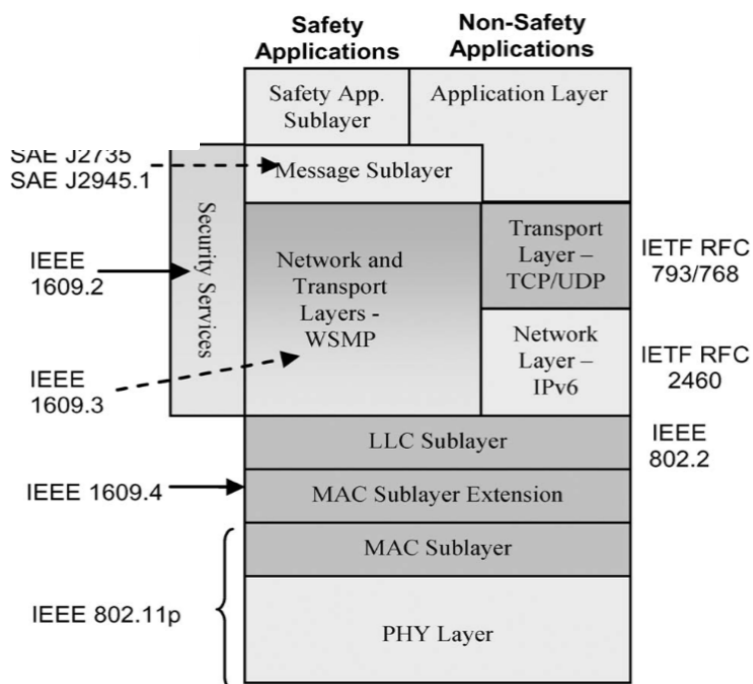 Safety
Applications
Non-Safety
Applications
Safety App.
Sublayer
Application Layer
SAE J2735
SAE J2945.1
Message Sublayer
Security Services
IEEE
1609.2
Network and
Transport
Layers -
WSMP
Transport
Layer –
TCP/UDP
IETF RFC
793/768
IEEE
1609.3
Network
Layer –
IPv6
IETF RFC
2460
LLC Sublayer
IEEE
802.2
IEEE 1609.4
MAC Sublayer Extension
MAC Sublayer
IEEE 802.11p
PHY Layer